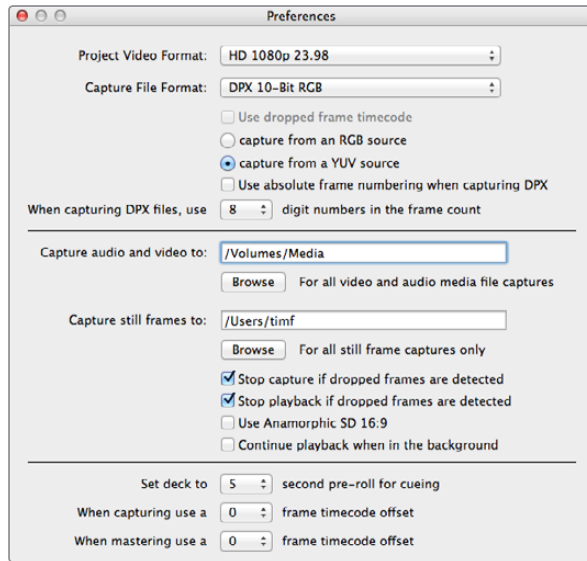 Preferences
Project Video Format: HD 1080p 23.98
Capture File Format: DPX 10-Bit RGB
Use dropped frame timecode
capture from an RGB source
capture from a YUV source
Use absolute frame numbering when capturing DPX
When capturing DPX files, use 8 digit numbers in the frame count
Capture audio and video to: /Volumes/Media
Browse For all video and audio media file captures
Capture still frames to: /Users/timf
Browse For all still frame captures only
Stop capture if dropped frames are detected
Stop playback if dropped frames are detected
Use Anamorphic SD 16:9
Continue playback when in the background
Set deck to 5 second pre-roll for cueing
When capturing use a 0 frame timecode offset
When mastering use a 0 frame timecode offset